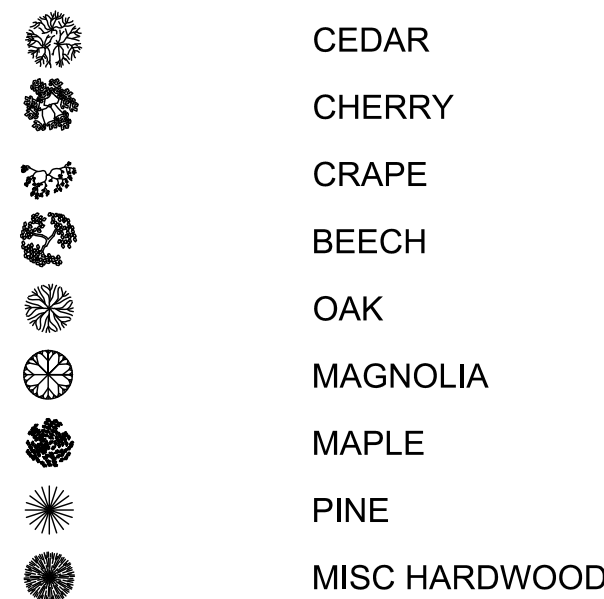 CEDAR
CHERRY
CRAPE
BEECH
OAK
MAGNOLIA
MAPLE
PINE
MISC HARDWOOD